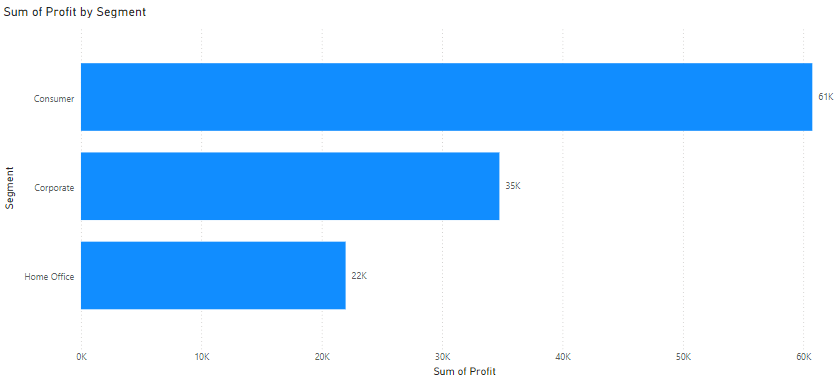 Sum of Profit by Segment
Segment
Consumer
61K
Corporate
35K
Home Office
22K
0K 10K 20K 30K 40K 50K 60K
Sum of Profit